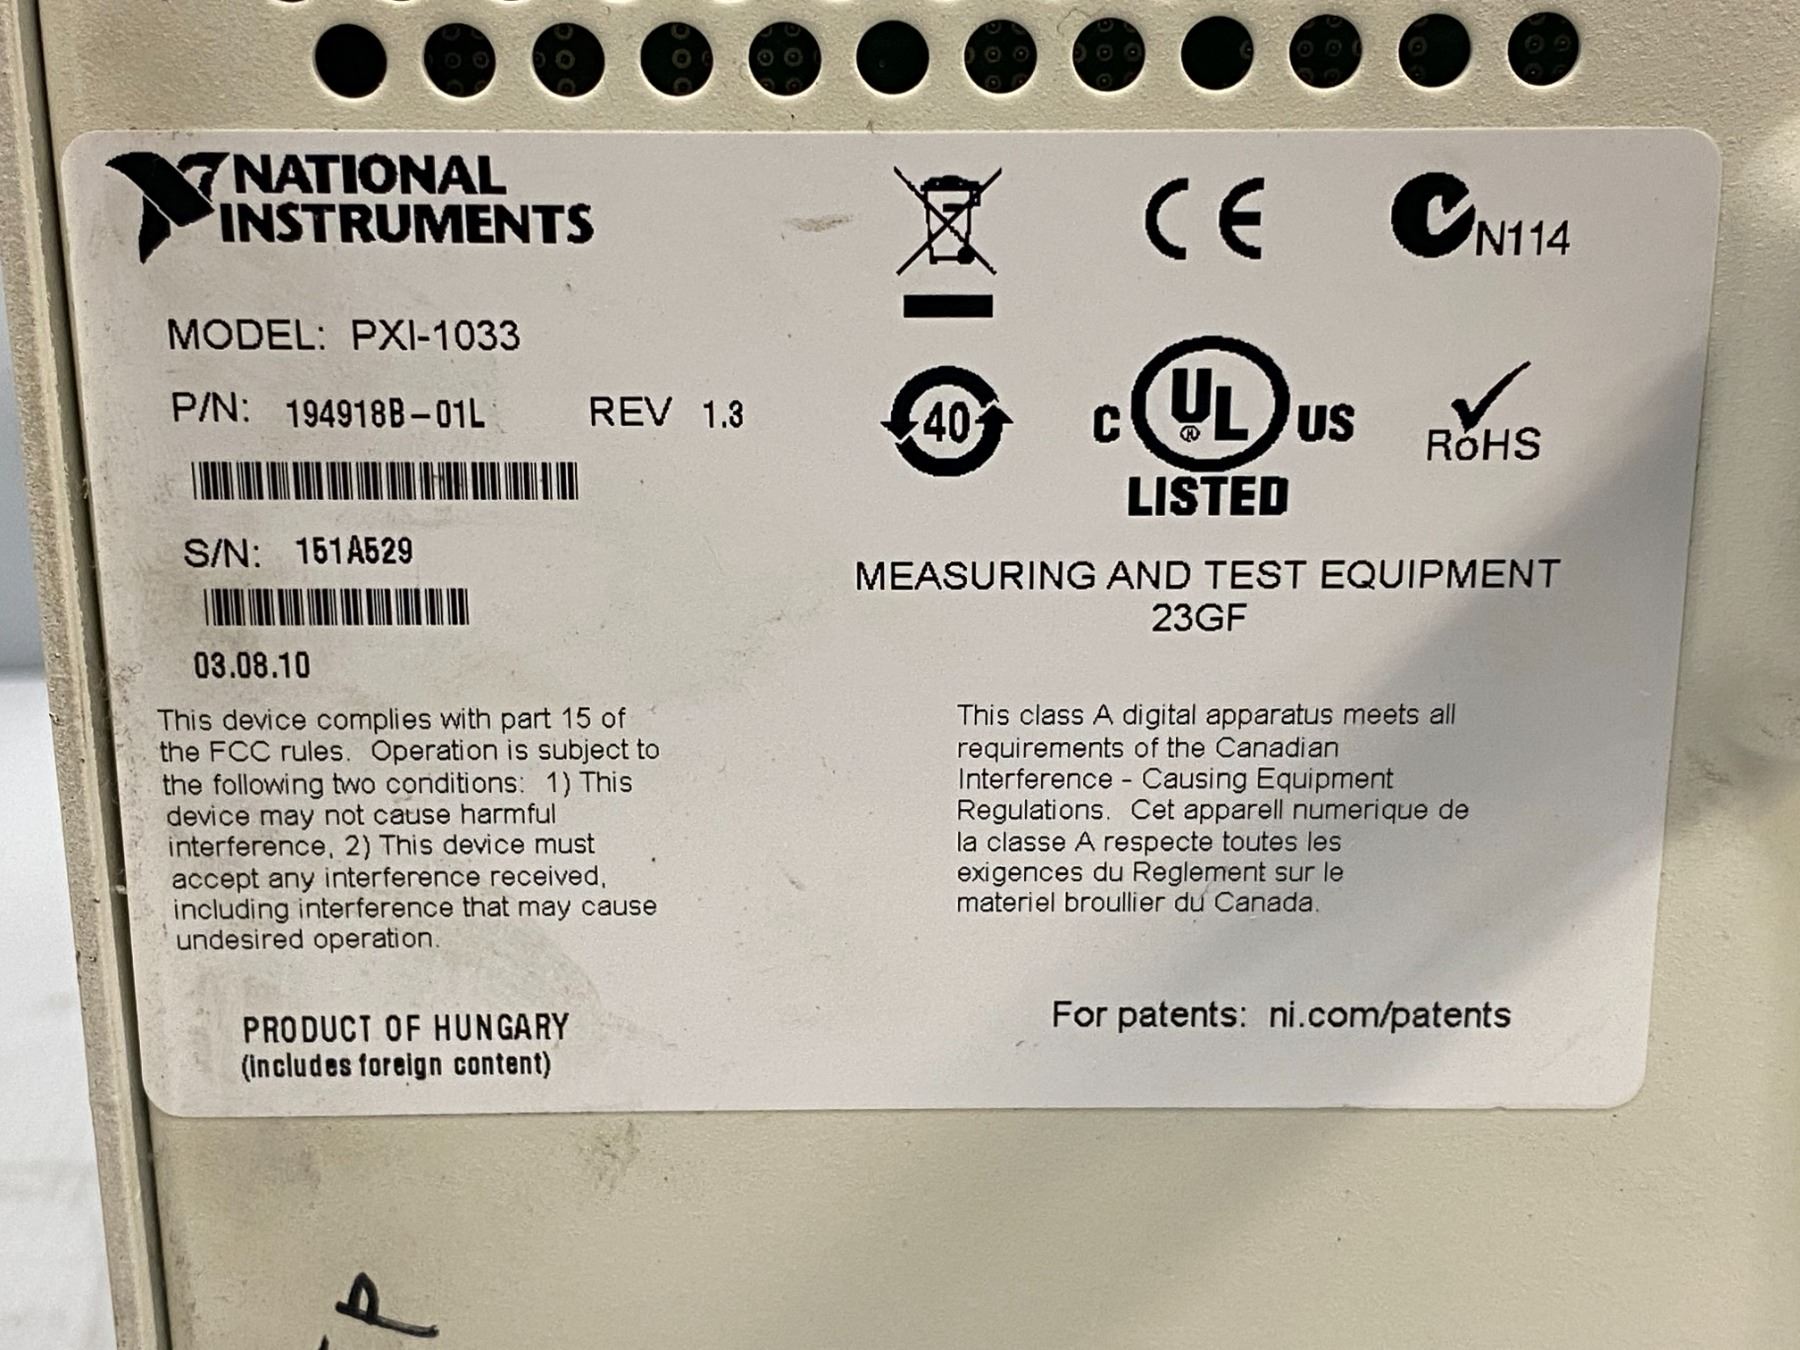 NATIONAL
INSTRUMENTS
MODEL: PXI-1033
P/N: 194918B-01L REV 1.3
S/N: 151A529
03.08.10
This device complies with part 15 of
the FCC rules. Operation is subject to
the following two conditions: 1) This
device may not cause harmful
interference, 2) This device must
accept any interference received,
including interference that may cause
undesired operation.
PRODUCT OF HUNGARY
(includes foreign content)
CE
N114
40
C UL US
®
LISTED
RoHS
MEASURING AND TEST EQUIPMENT
23GF
This class A digital apparatus meets all
requirements of the Canadian
Interference - Causing Equipment
Regulations. Cet apparell numerique de
la classe A respecte toutes les
exigences du Reglement sur le
materiel broullier du Canada.
For patents: ni.com/patents